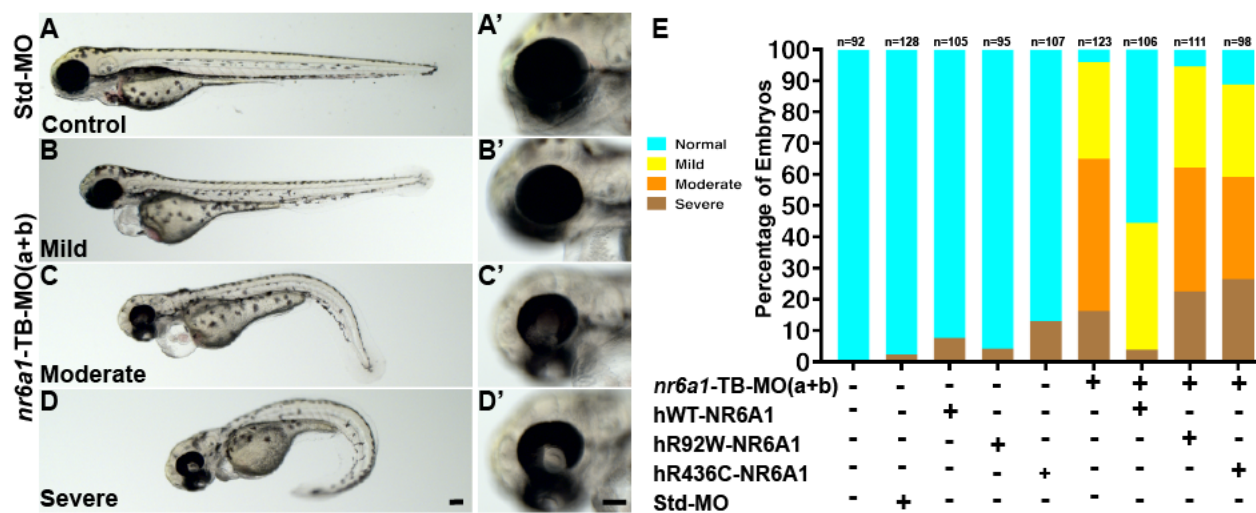 A
A'
E
Std-MO
Control
B
B'
Mild
nr6a1-TB-MO(a+b)
C
C'
Moderate
D
D'
Severe
n=92 n=128 n=105 n=95 n=107 n=123 n=106 n=111 n=98
Normal
Mild
Moderate
Severe
Percentage of Embryos
100
90
80
70
60
50
40
30
20
10
0
nr6a1-TB-MO(a+b) - - - - - + + + +
hWT-NR6A1 - - + - - - + - -
hR92W-NR6A1 - - - + - - - + -
hR436C-NR6A1 - - - - + - - - +
Std-MO - + - - - - - - -